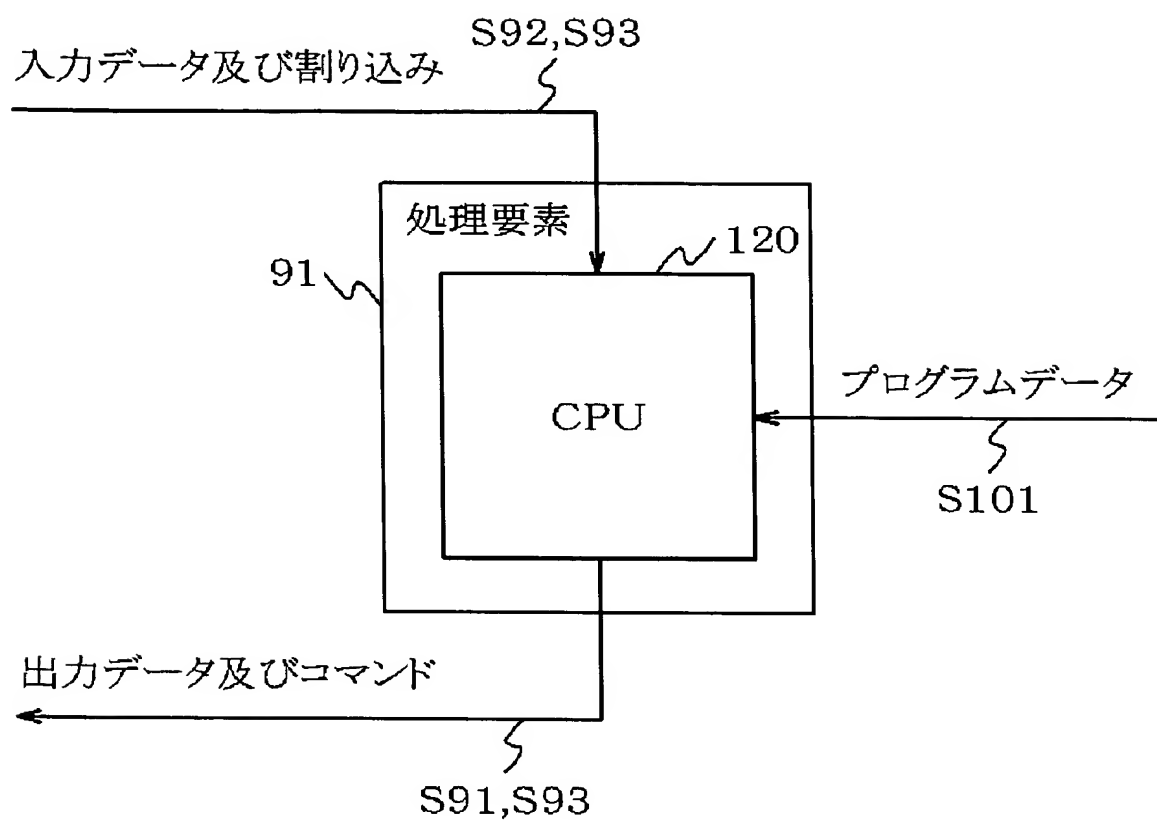 S92,S93
入力データ及び割り込み
処理要素
120
91
プログラムデータ
CPU
S101
出力データ及びコマンド
S91,S93